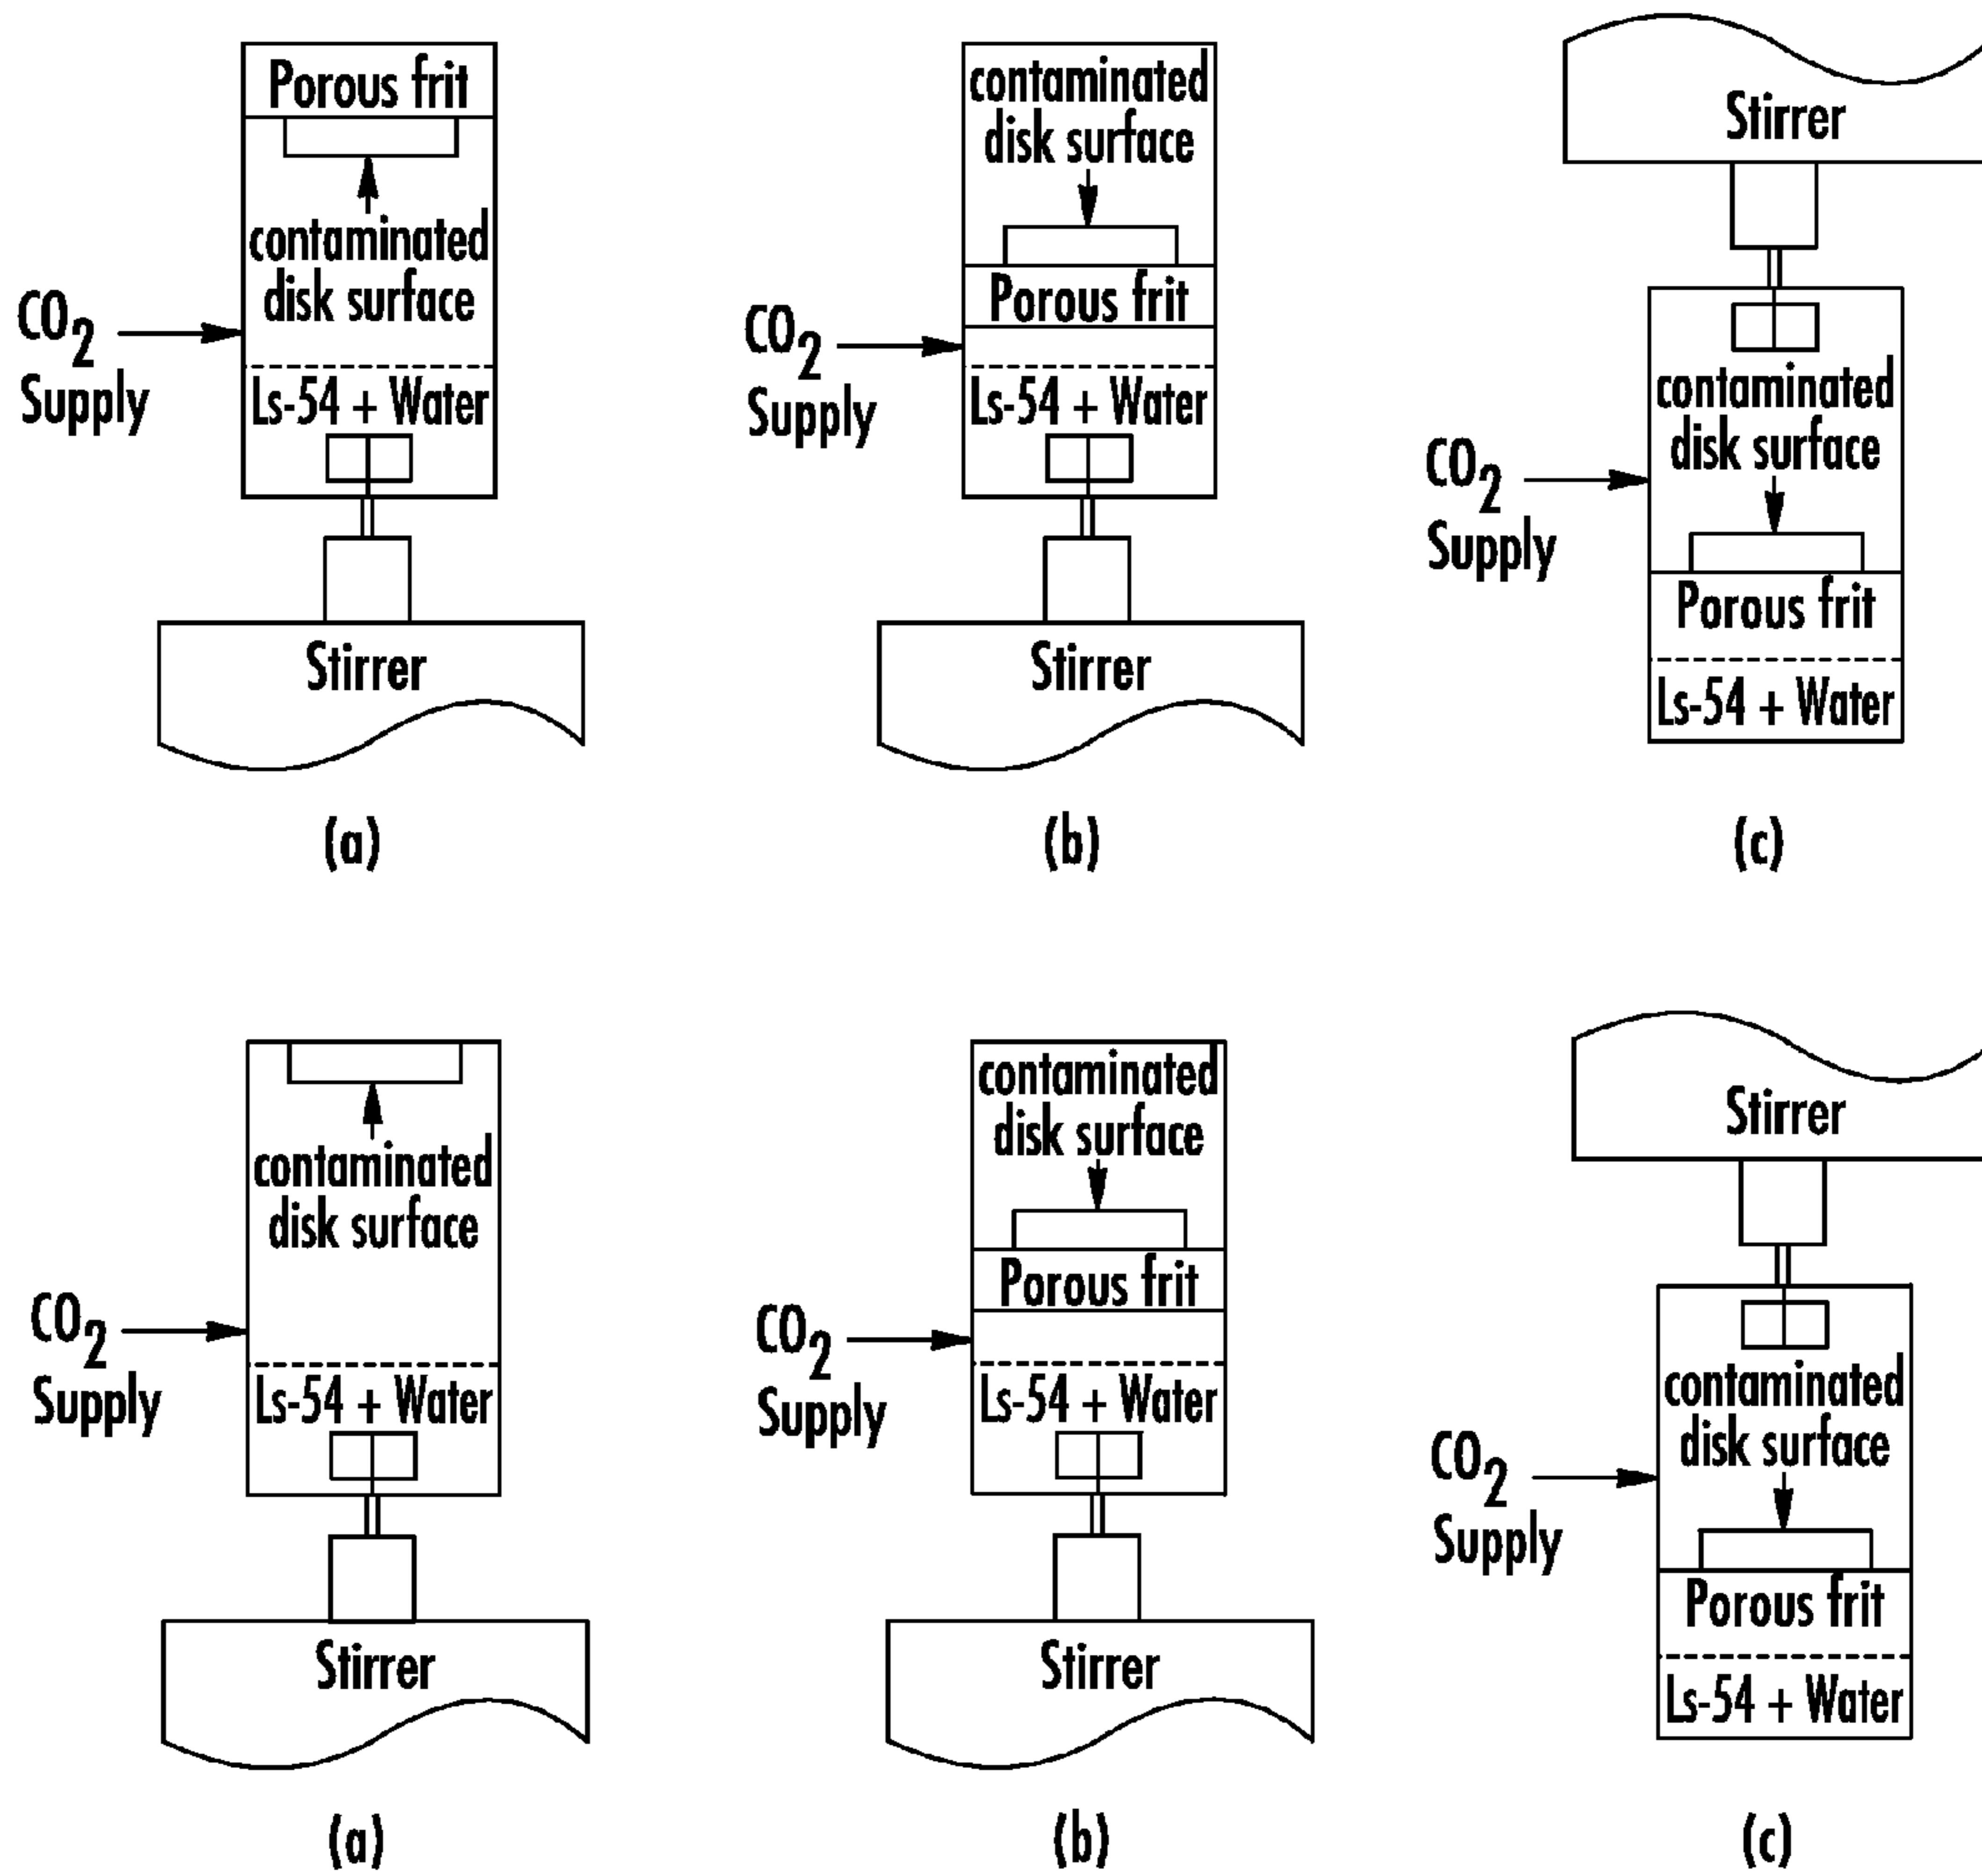 Porous frit
contaminated
disk surface
CO2
Supply
Ls-54 + Water
Stirrer
(a)
contaminated
disk surface
Porous frit
CO2
Supply
Ls-54 + Water
Stirrer
(b)
Stirrer
contaminated
disk surface
CO2
Supply
Porous frit
Ls-54 + Water
(c)
contaminated
disk surface
CO2
Supply
Ls-54 + Water
Stirrer
(a)
contaminated
disk surface
Porous frit
CO2
Supply
Ls-54 + Water
Stirrer
(b)
Stirrer
contaminated
disk surface
CO2
Supply
Porous frit
Ls-54 + Water
(c)